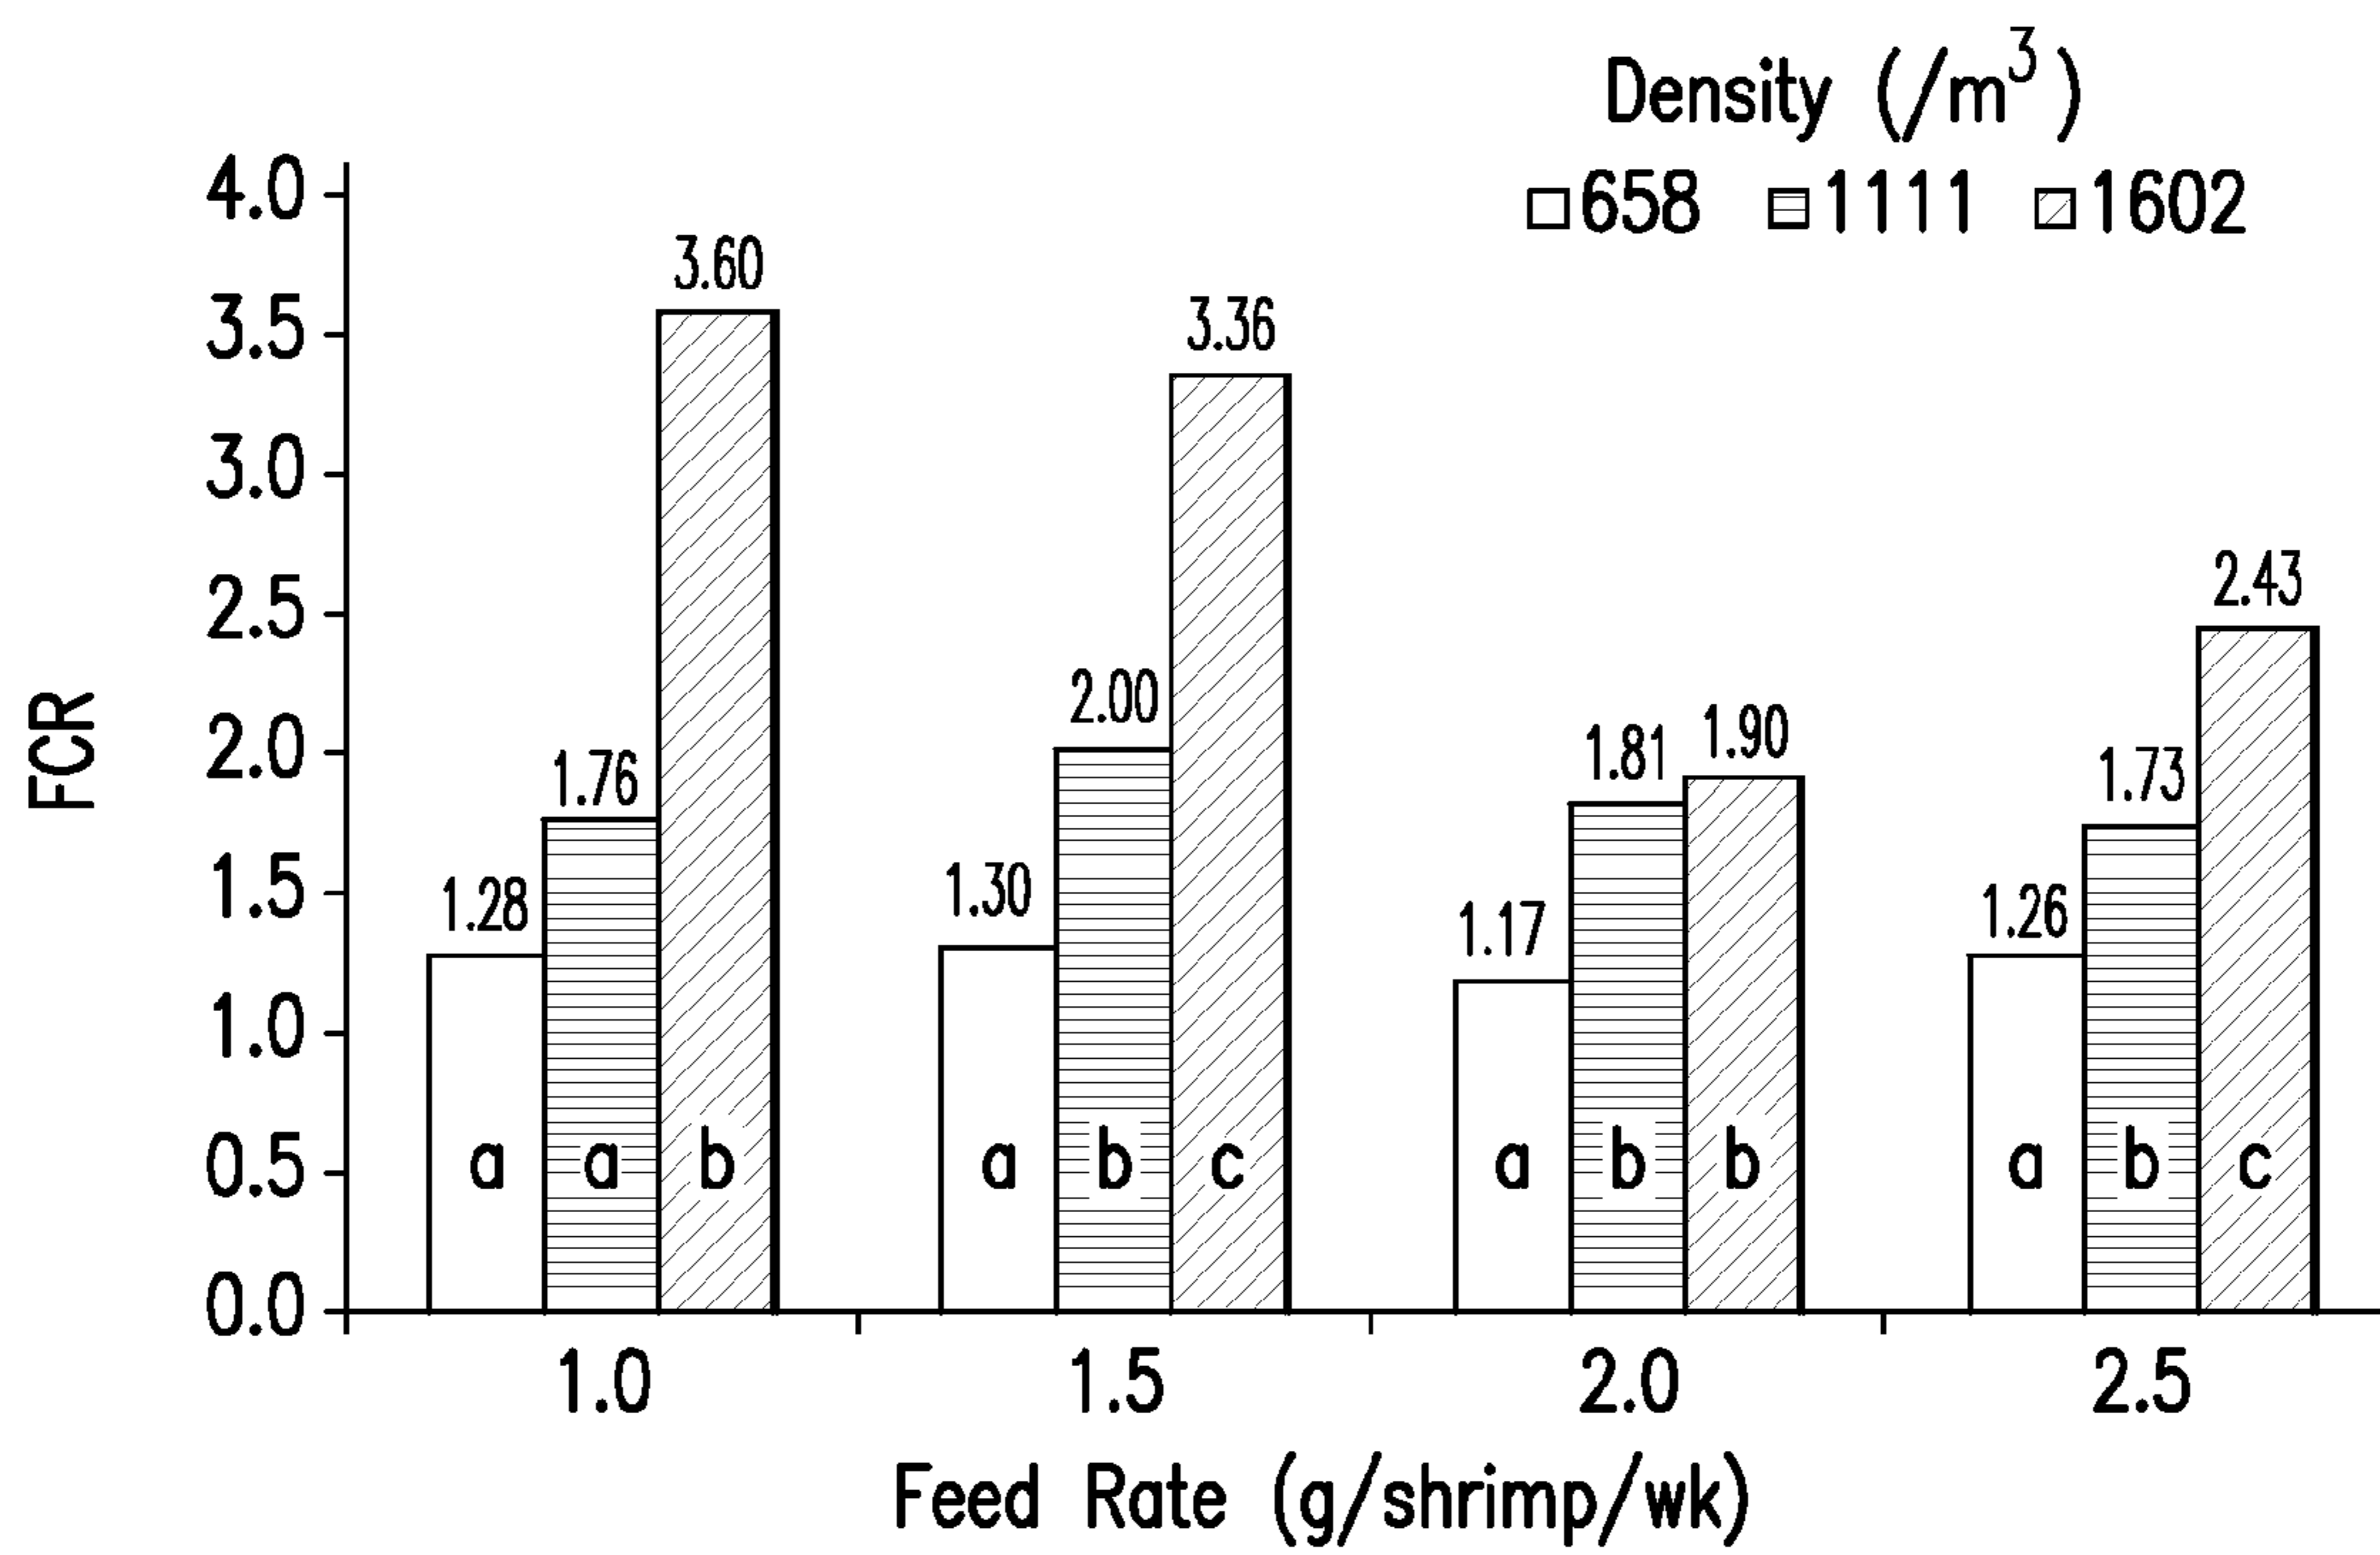 Density (/m³)
658 1111 1602
4.0
3.5
3.0
2.5
2.0
1.5
1.0
0.5
0.0
FCR
1.28 1.76 3.60
1.30 2.00 3.36
1.17 1.81 1.90
1.26 1.73 2.43
a a b
a b c
a b b
a b c
1.0 1.5 2.0 2.5
Feed Rate (g/shrimp/wk)